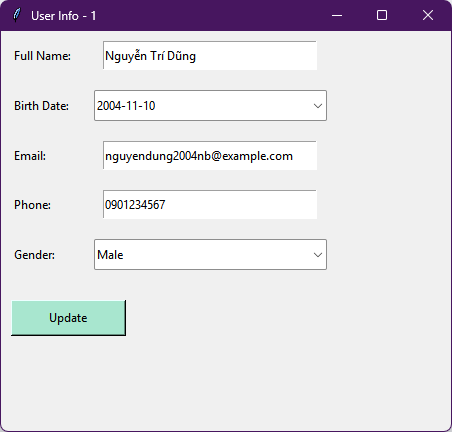 User Info - 1
Full Name: Nguyễn Trí Dũng
Birth Date: 2004-11-10
Email: nguyendung2004nb@example.com
Phone: 0901234567
Gender: Male
Update